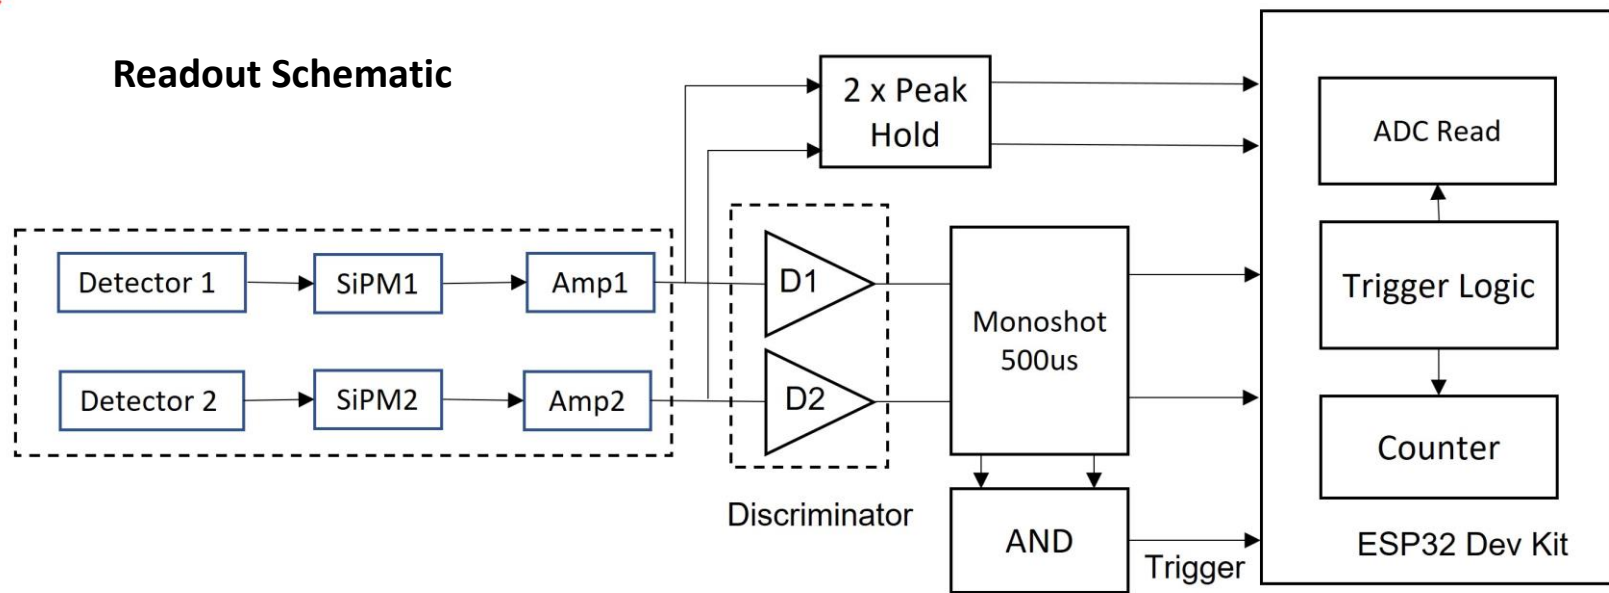 Readout Schematic
2 x Peak
Hold
ADC Read
Detector 1
SiPM1
Amp1
D1
Monoshot
500us
Trigger Logic
Detector 2
SiPM2
Amp2
D2
Counter
Discriminator
AND
Trigger
ESP32 Dev Kit